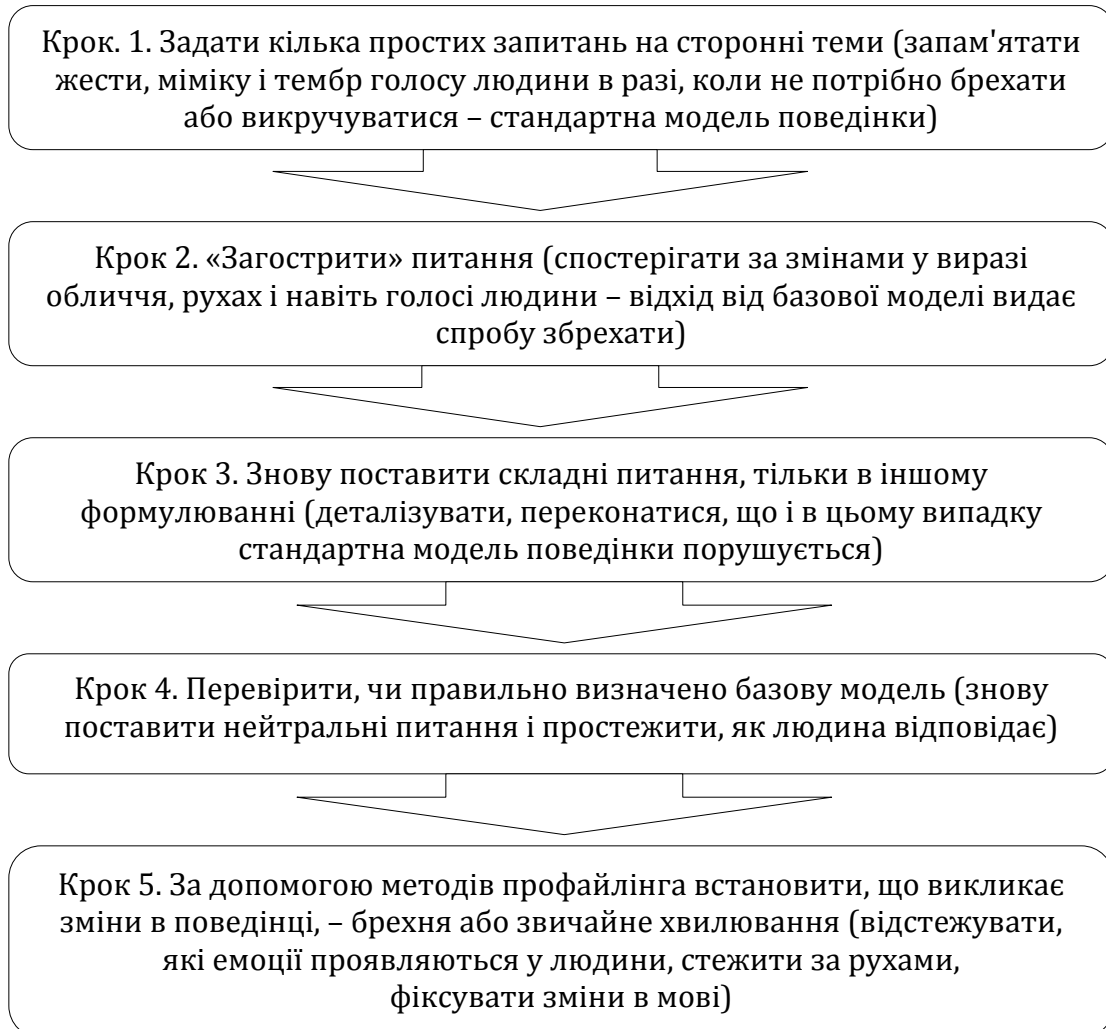 Крок. 1. Задати кілька простих запитань на сторонні теми (запам'ятати
жести, міміку і тембр голосу людини в разі, коли не потрібно брехати
або викручуватися – стандартна модель поведінки)
Крок 2. «Загострити» питання (спостерігати за змінами у виразі
обличчя, рухах і навіть голосі людини – відхід від базової моделі видає
спробу збрехати)
Крок 3. Знову поставити складні питання, тільки в іншому
формулюванні (деталізувати, переконатися, що і в цьому випадку
стандартна модель поведінки порушується)
Крок 4. Перевірити, чи правильно визначено базову модель (знову
поставити нейтральні питання і простежити, як людина відповідає)
Крок 5. За допомогою методів профайлінга встановити, що викликає
зміни в поведінці, – брехня або звичайне хвилювання (відстежувати,
які емоції проявляються у людини, стежити за рухами,
фіксувати зміни в мові)